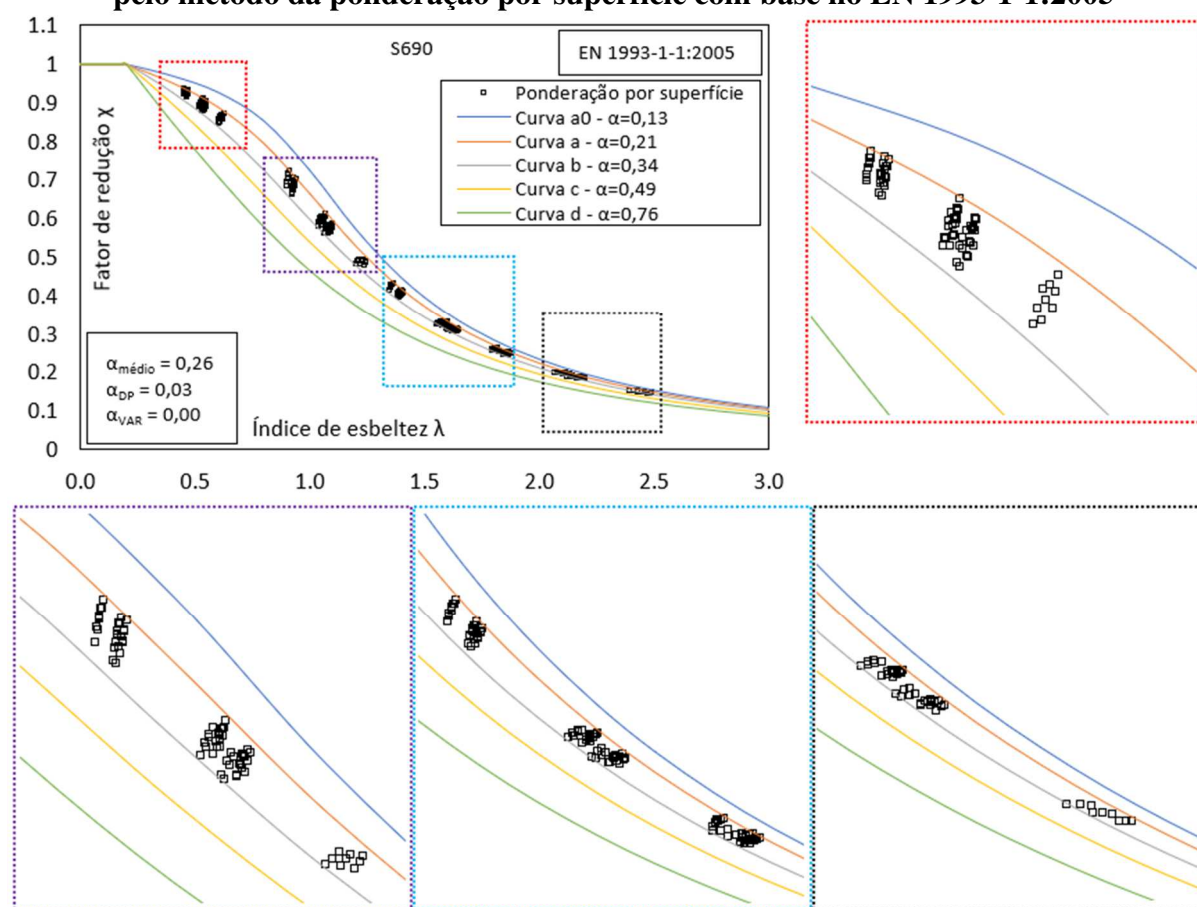 pelo método da ponderação por superfície com base no EN 1993-1-1:2005
1.1
1
0.9
0.8
0.7
0.6
0.5
0.4
0.3
0.2
0.1
0
Fator de redução χ
S690
EN 1993-1-1:2005
Ponderação por superfície
Curva a0 - α=0,13
Curva a - α=0,21
Curva b - α=0,34
Curva c - α=0,49
Curva d - α=0,76
αmédio = 0,26
αDP = 0,03
αVAR = 0,00
Índice de esbeltez λ
0.0 0.5 1.0 1.5 2.0 2.5 3.0